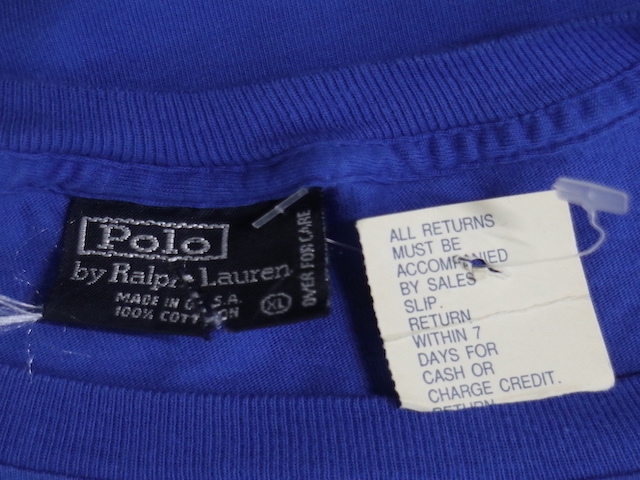 Polo
by Ralph Lauren
MADE IN U.S.A.
100% COTTON
XL
OVER FOR CARE
ALL RETURNS
MUST BE
ACCOMPANIED
BY SALES
SLIP.
RETURN
WITHIN 7
DAYS FOR
CASH OR
CHARGE CREDIT.
RETURN